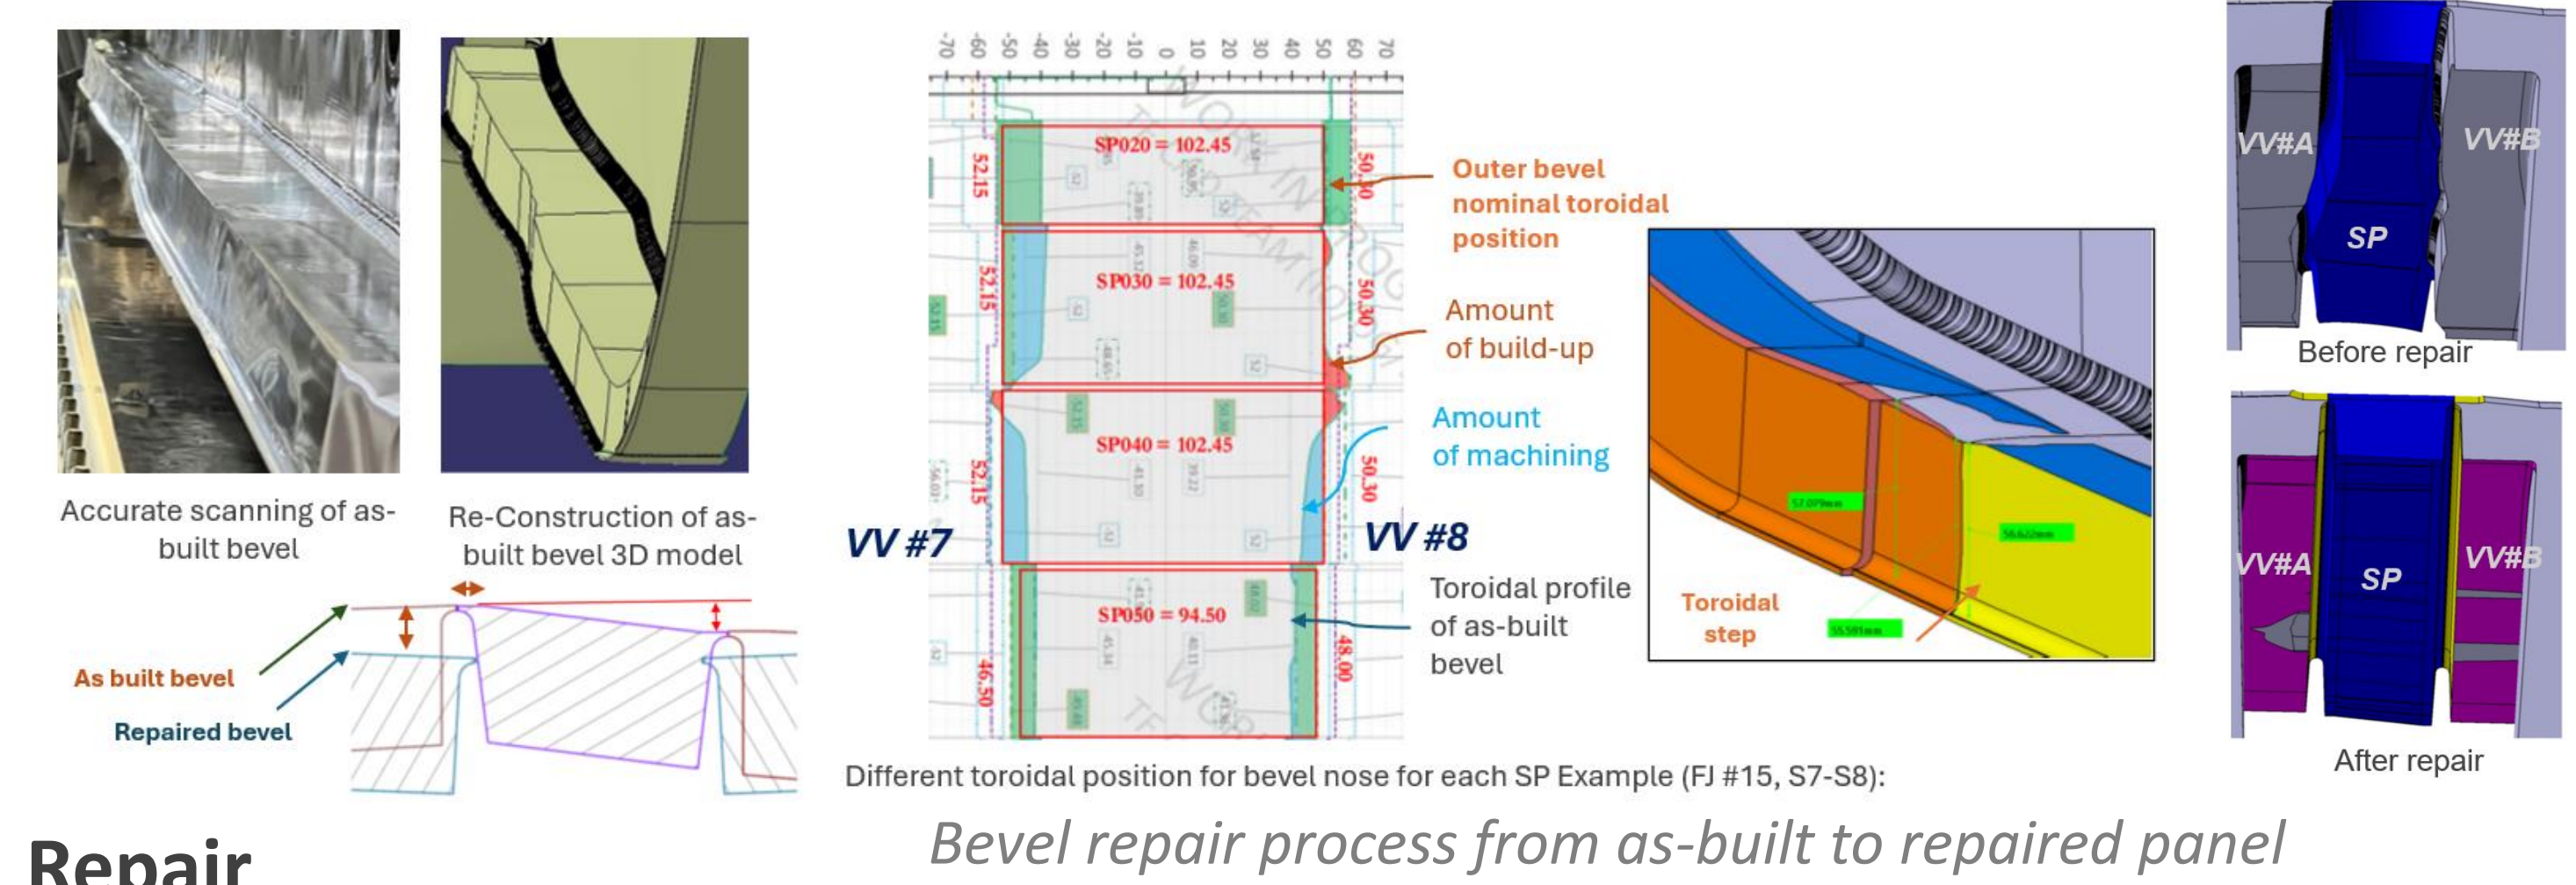 Accurate scanning of as-
built bevel
Re-Construction of as-
built bevel 3D model
As built bevel
Repaired bevel
-70 -60 -50 -40 -30 -20 -10 0 10 20 30 40 50 60 70
SP020 = 102.45
52.15
50.30
SP030 = 102.45
52.15
50.30
SP040 = 102.45
52.15
50.30
SP050 = 94.50
46.50
48.00
VV #7
VV #8
Outer bevel
nominal toroidal
position
Amount
of build-up
Amount
of machining
Toroidal profile
of as-built
bevel
Toroidal
step
57.079mm
56.622mm
55.591mm
VV#A
SP
VV#B
Before repair
VV#A
SP
VV#B
After repair
Different toroidal position for bevel nose for each SP Example (FJ #15, S7-S8):
Bevel repair process from as-built to repaired panel
Repair